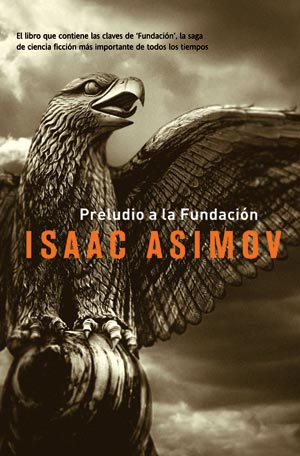 El libro que contiene las claves de 'Fundación', la saga
de ciencia ficción más importante de todos los tiempos
Preludio a la Fundación
ISAAC ASIMOV